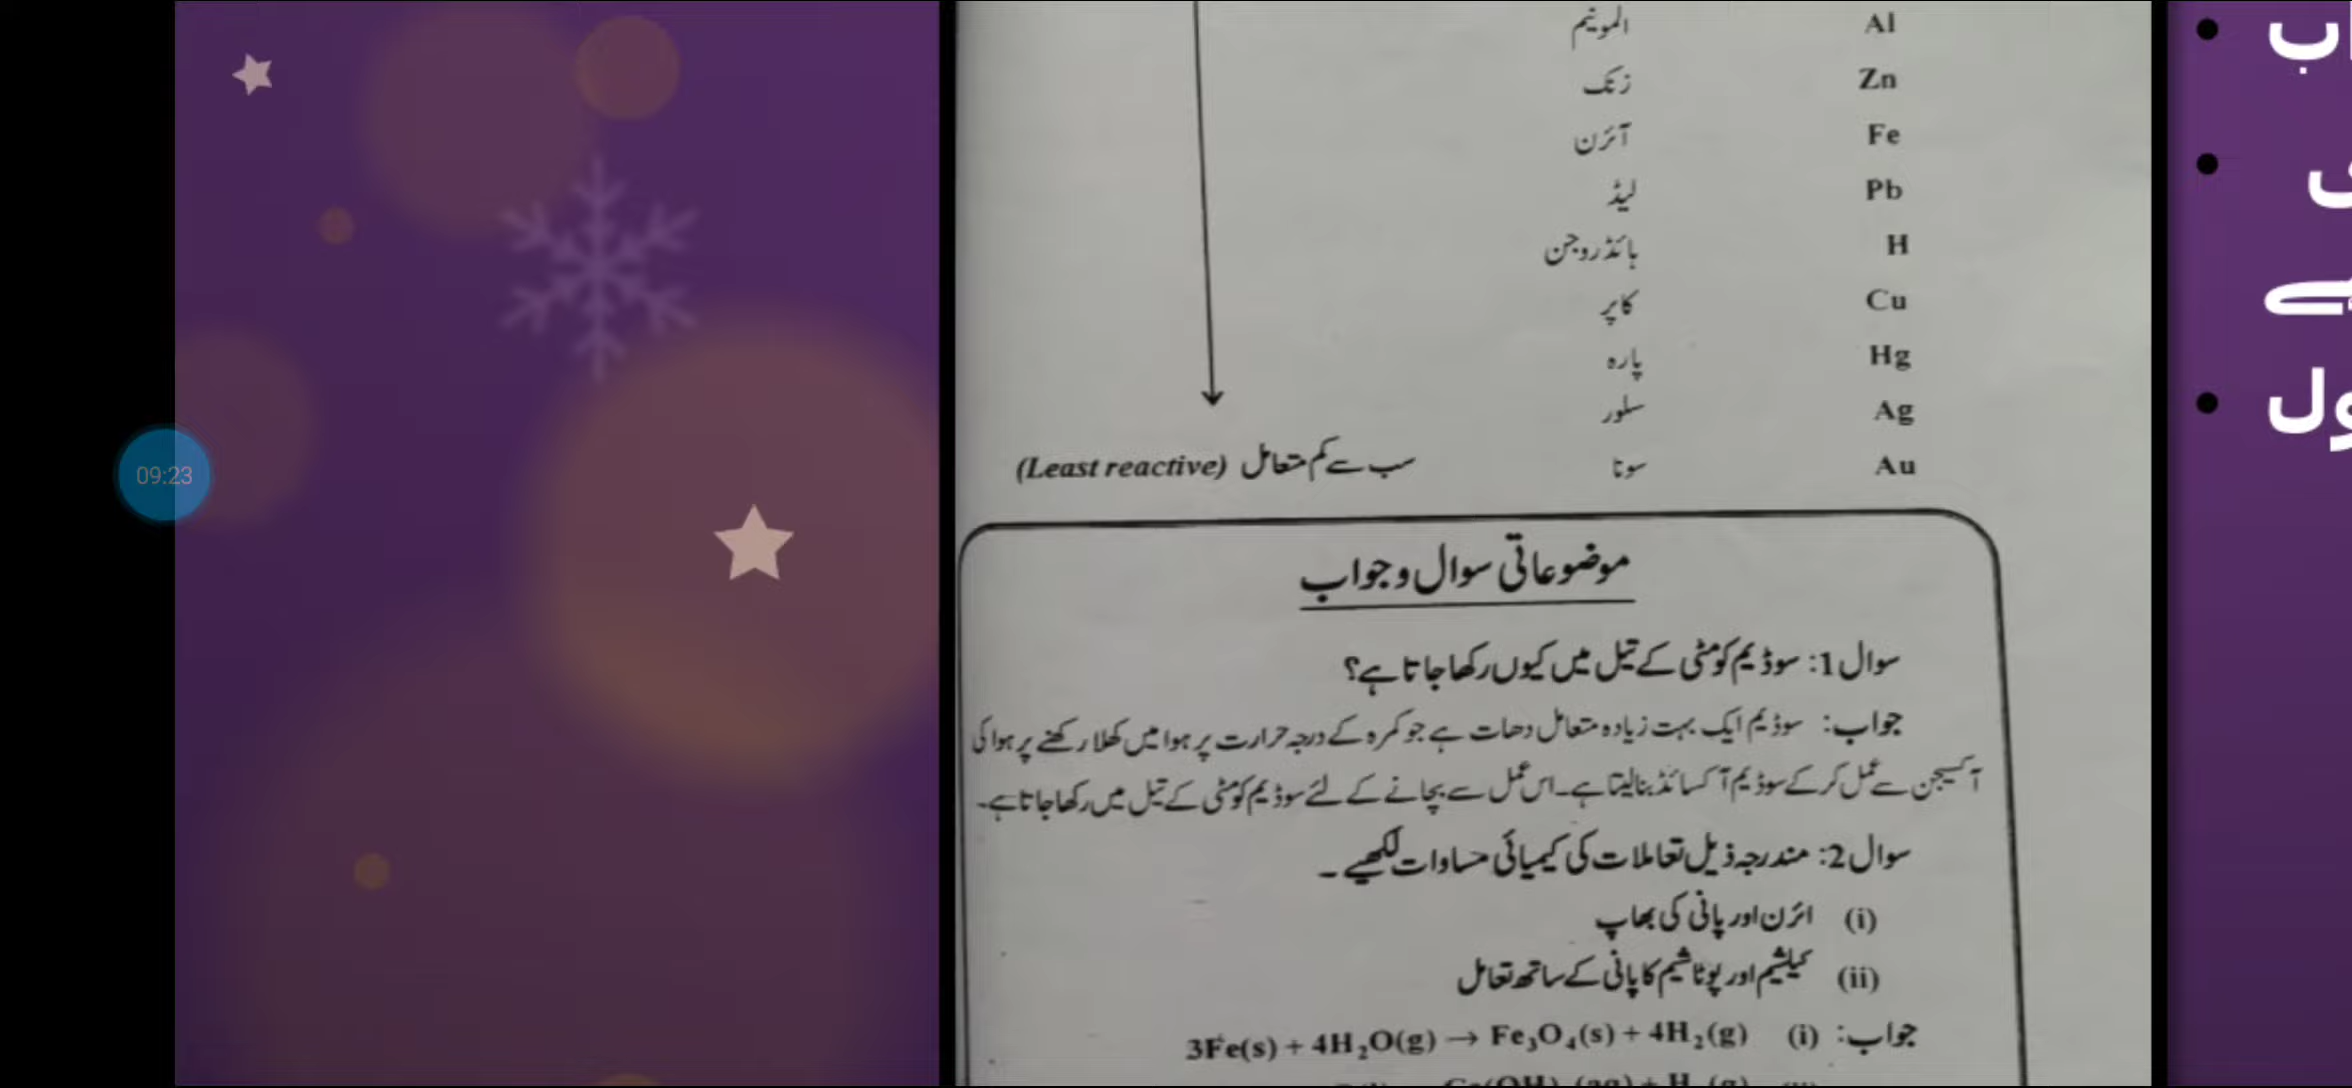 09:23
المونیم Al
زنک Zn
آئرن Fe
لیڈ Pb
ہائڈروجن H
کاپر Cu
پارہ Hg
سلور Ag
سب سے کم متعامل (Least reactive) سونا Au
موضوعاتی سوال و جواب
سوال 1: سوڈیم کو مٹی کے تیل میں کیوں رکھا جاتا ہے؟
جواب: سوڈیم ایک بہت زیادہ متعامل دھات ہے جو کمرہ کے درجہ حرارت پر ہوا میں کھلا رکھنے پر ہوا کی
آکسیجن سے عمل کر کے سوڈیم آکسائڈ بنا لیتا ہے۔ اس عمل سے بچانے کے لئے سوڈیم کو مٹی کے تیل میں رکھا جاتا ہے۔
سوال 2: مندرجہ ذیل تعاملات کی کیمیائی مساوات لکھیے ۔
(i) ائرن اور پانی کی بھاپ
(ii) کیلشیم اور پوٹاشیم کا پانی کے ساتھ تعامل
جواب: (i) 3Fe(s) + 4H₂O(g) → Fe₃O₄(s) + 4H₂(g)